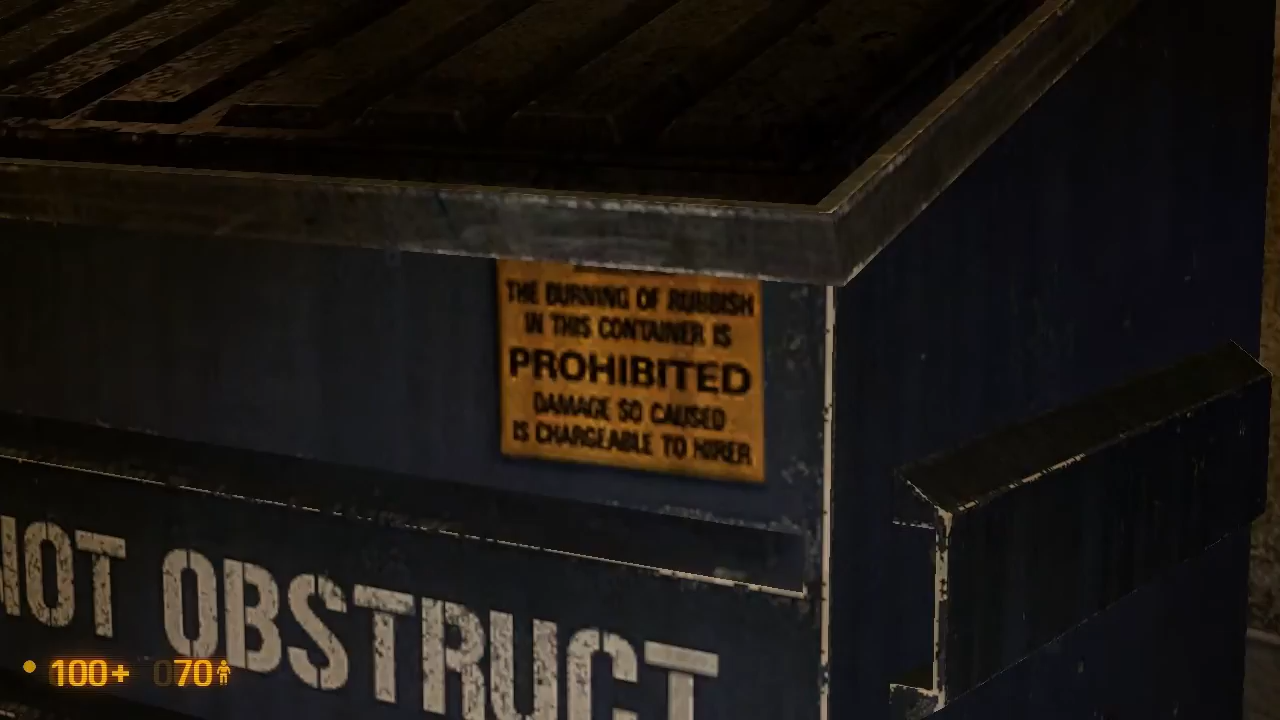 THE BURNING OF RUBBISH
IN THIS CONTAINER IS
PROHIBITED
DAMAGE SO CAUSED
IS CHARGEABLE TO HIRER
NOT OBSTRUCT
100+ 070